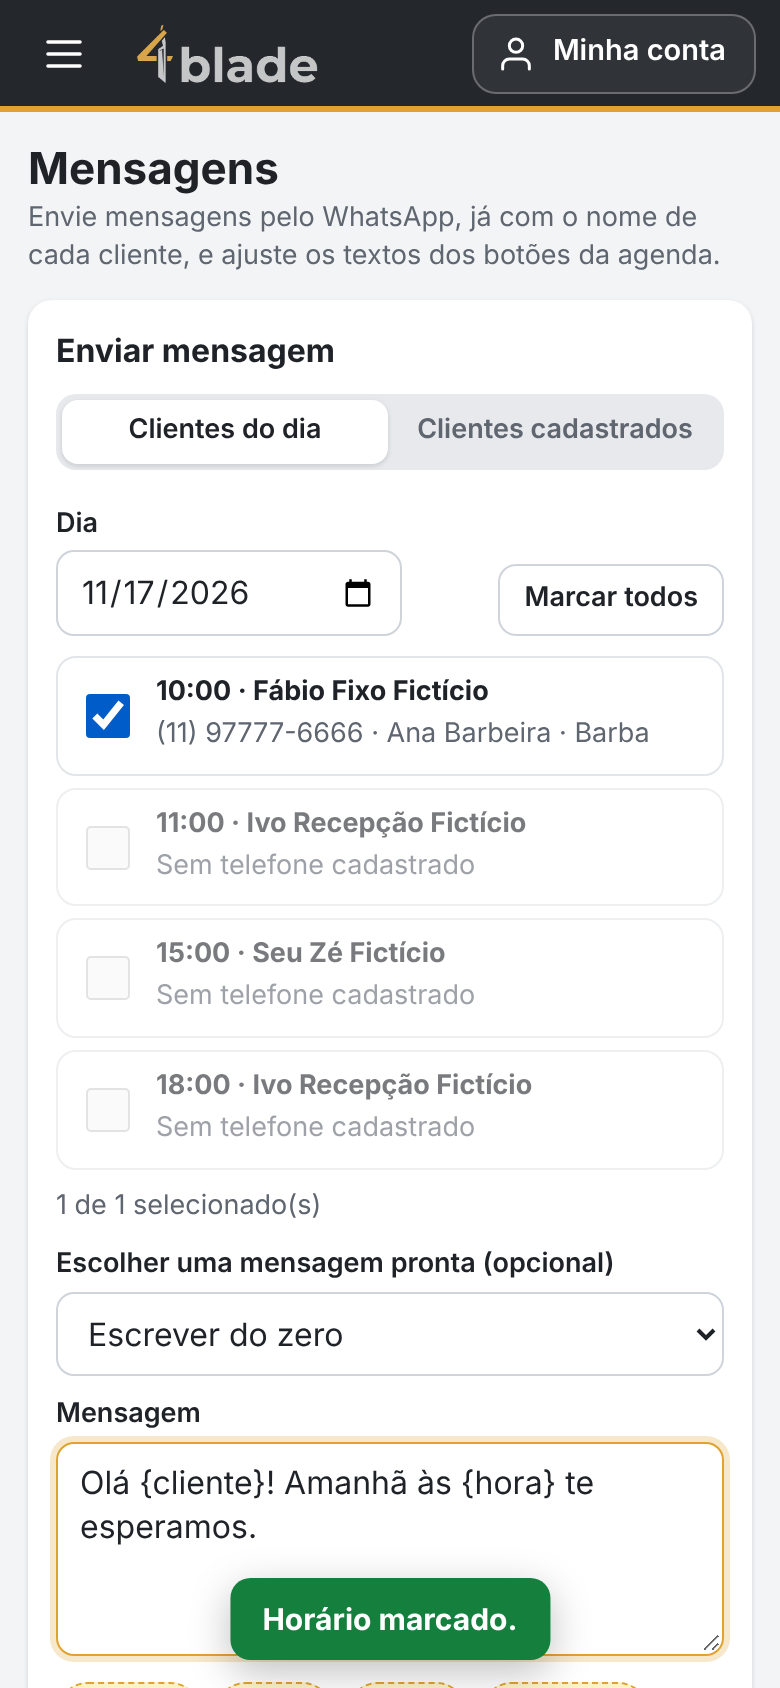 4blade
Minha conta
Mensagens
Envie mensagens pelo WhatsApp, já com o nome de
cada cliente, e ajuste os textos dos botões da agenda.
Enviar mensagem
Clientes do dia
Clientes cadastrados
Dia
11/17/2026
Marcar todos
10:00 · Fábio Fixo Fictício
(11) 97777-6666 · Ana Barbeira · Barba
11:00 · Ivo Recepção Fictício
Sem telefone cadastrado
15:00 · Seu Zé Fictício
Sem telefone cadastrado
18:00 · Ivo Recepção Fictício
Sem telefone cadastrado
1 de 1 selecionado(s)
Escolher uma mensagem pronta (opcional)
Escrever do zero
Mensagem
Olá {cliente}! Amanhã às {hora} te
esperamos.
Horário marcado.